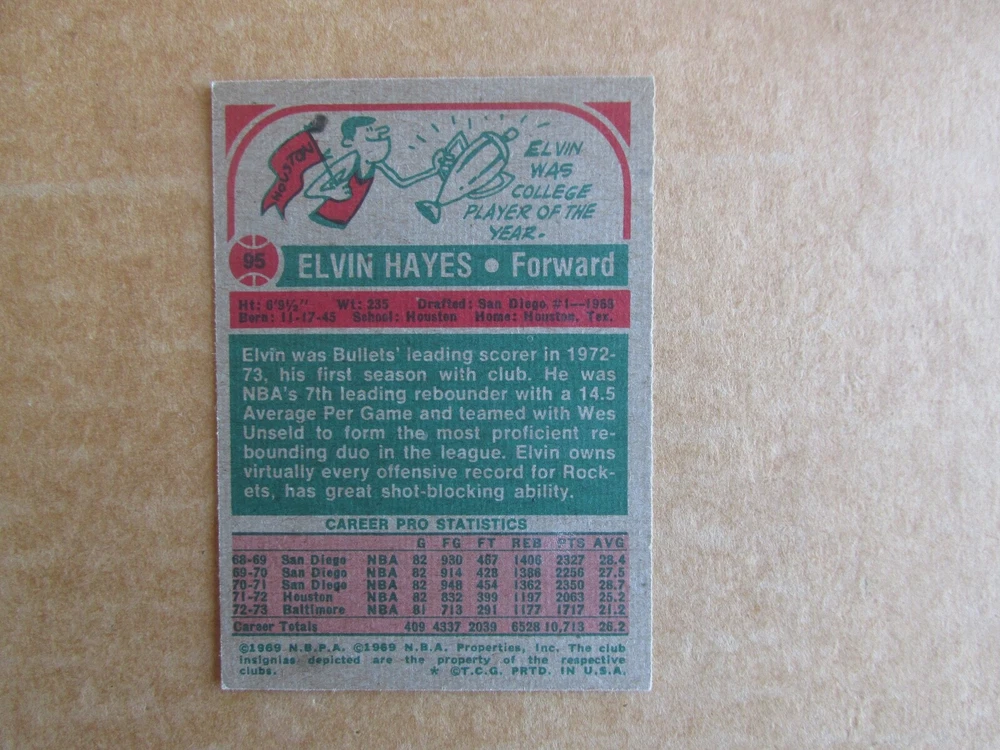 HOUSTON
ELVIN
WAS
COLLEGE
PLAYER OF THE
YEAR.
95
ELVIN HAYES • Forward
Ht: 6'9½" Wt: 235 Drafted: San Diego, #1—1968
Born: 11-17-45 School: Houston Home: Houston, Tex.
Elvin was Bullets' leading scorer in 1972-
73, his first season with club. He was
NBA's 7th leading rebounder with a 14.5
Average Per Game and teamed with Wes
Unseld to form the most proficient re-
bounding duo in the league. Elvin owns
virtually every offensive record for Rock-
ets, has great shot-blocking ability.
CAREER PRO STATISTICS
G FG FT REB PTS AVG
68-69 San Diego NBA 82 930 467 1406 2327 28.4
69-70 San Diego NBA 82 914 428 1386 2256 27.5
70-71 San Diego NBA 82 948 454 1362 2350 28.7
71-72 Houston NBA 82 832 399 1197 2063 25.2
72-73 Baltimore NBA 81 713 291 1177 1717 21.2
Career Totals 409 4337 2039 6528 10,713 26.2
©1969 N.B.P.A. ©1969 N.B.A. Properties, Inc. The club
insignias depicted are the property of the respective
clubs. * ©T.C.G. PRTD. IN U.S.A.